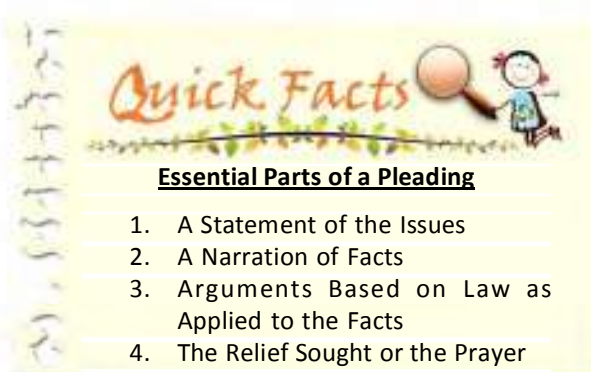 Quick Facts
Essential Parts of a Pleading
1. A Statement of the Issues
2. A Narration of Facts
3. Arguments Based on Law as
Applied to the Facts
4. The Relief Sought or the Prayer